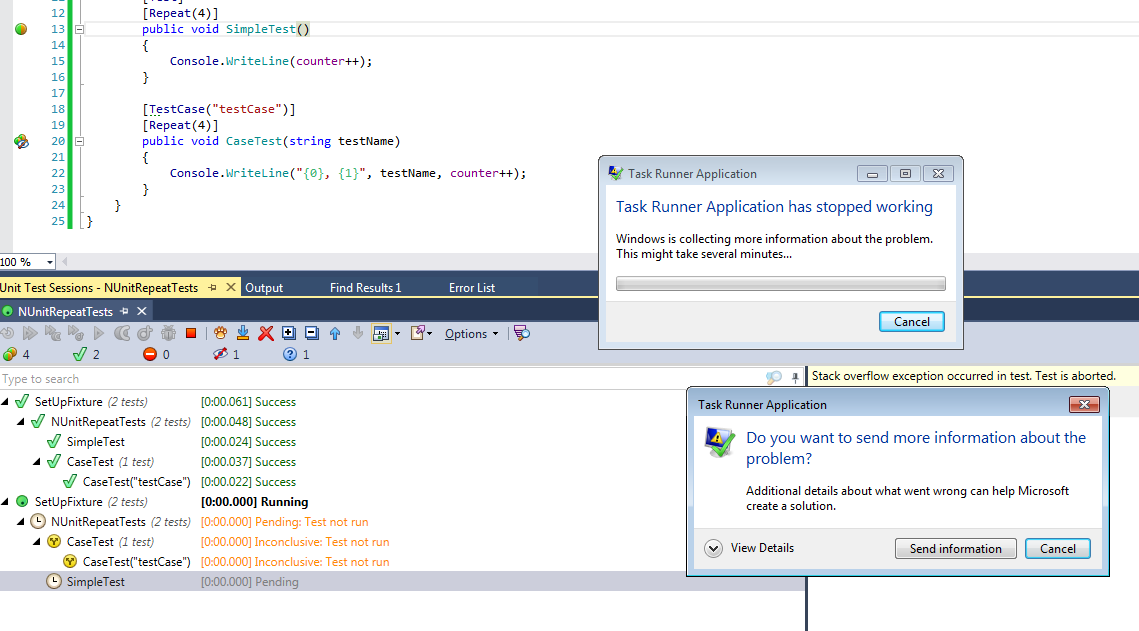 12 [Repeat(4)]
13 public void SimpleTest()
14 {
15 Console.WriteLine(counter++);
16 }
17
18 [TestCase("testCase")]
19 [Repeat(4)]
20 public void CaseTest(string testName)
21 {
22 Console.WriteLine("{0}, {1}", testName, counter++);
23 }
24 }
25 }
100 %
Task Runner Application
Task Runner Application has stopped working
Windows is collecting more information about the problem.
This might take several minutes...
Cancel
Unit Test Sessions - NUnitRepeatTests Output Find Results 1 Error List
NUnitRepeatTests
Options
4 2 0 1 1
Type to search
SetUpFixture (2 tests) [0:00.061] Success
NUnitRepeatTests (2 tests) [0:00.048] Success
SimpleTest [0:00.024] Success
CaseTest (1 test) [0:00.037] Success
CaseTest("testCase") [0:00.022] Success
SetUpFixture (2 tests) [0:00.000] Running
NUnitRepeatTests (2 tests) [0:00.000] Pending: Test not run
CaseTest (1 test) [0:00.000] Inconclusive: Test not run
CaseTest("testCase") [0:00.000] Inconclusive: Test not run
SimpleTest [0:00.000] Pending
Stack overflow exception occurred in test. Test is aborted.
Task Runner Application
Do you want to send more information about the
problem?
Additional details about what went wrong can help Microsoft
create a solution.
View Details
Send information
Cancel